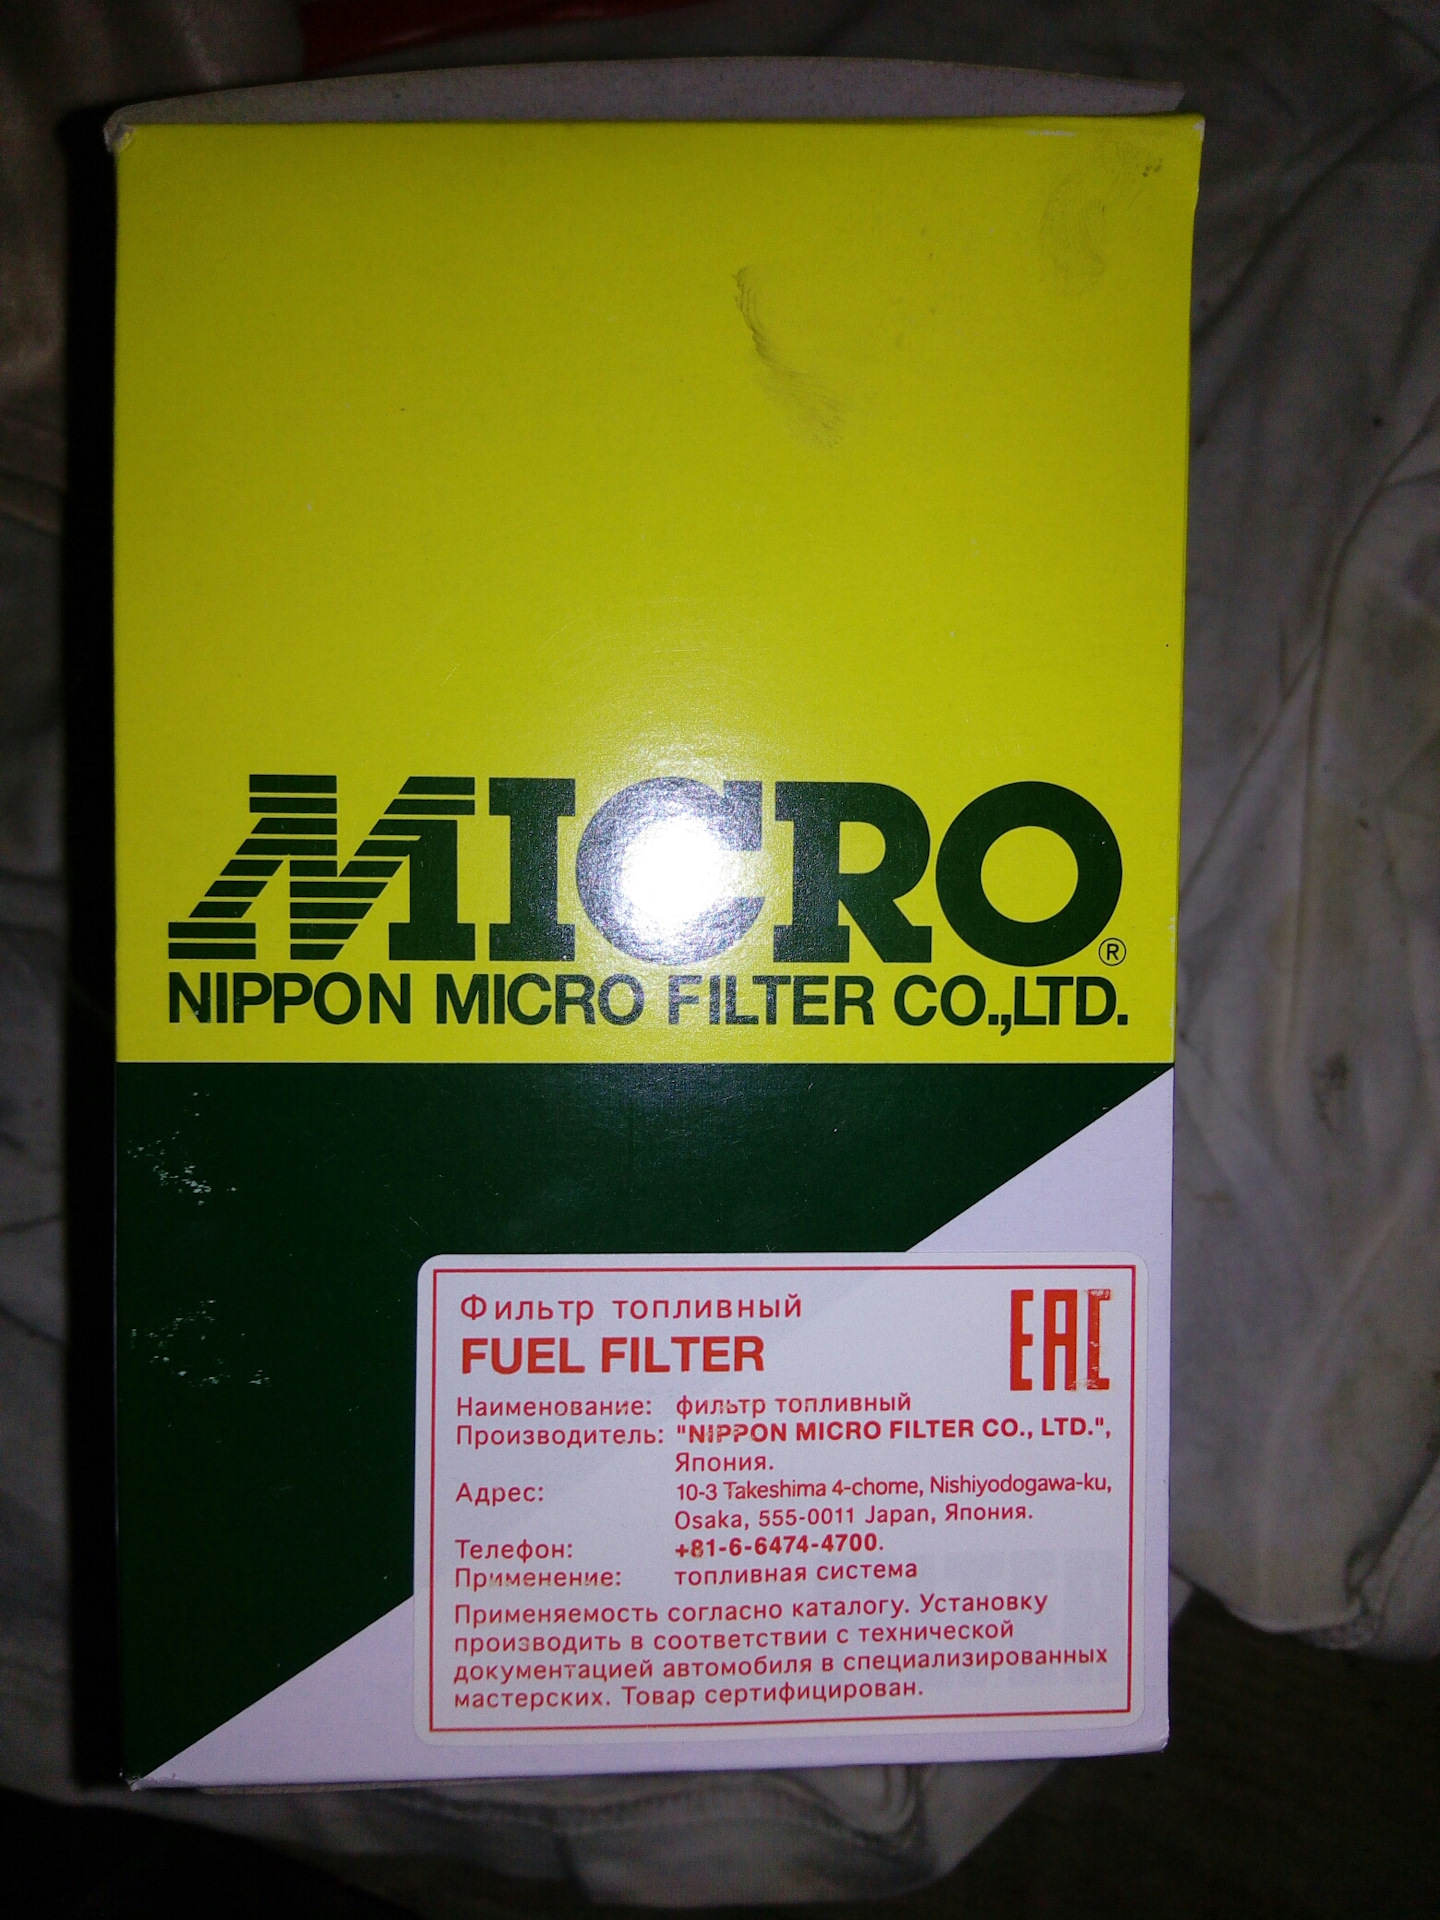 MICRO®
NIPPON MICRO FILTER CO.,LTD.
Фильтр топливный
FUEL FILTER
EAC
Наименование: фильтр топливный
Производитель: "NIPPON MICRO FILTER CO., LTD.",
Япония.
Адрес: 10-3 Takeshima 4-chome, Nishiyodogawa-ku,
Osaka, 555-0011 Japan, Япония.
Телефон: +81-6-6474-4700.
Применение: топливная система
Применяемость согласно каталогу. Установку
производить в соответствии с технической
документацией автомобиля в специализированных
мастерских. Товар сертифицирован.